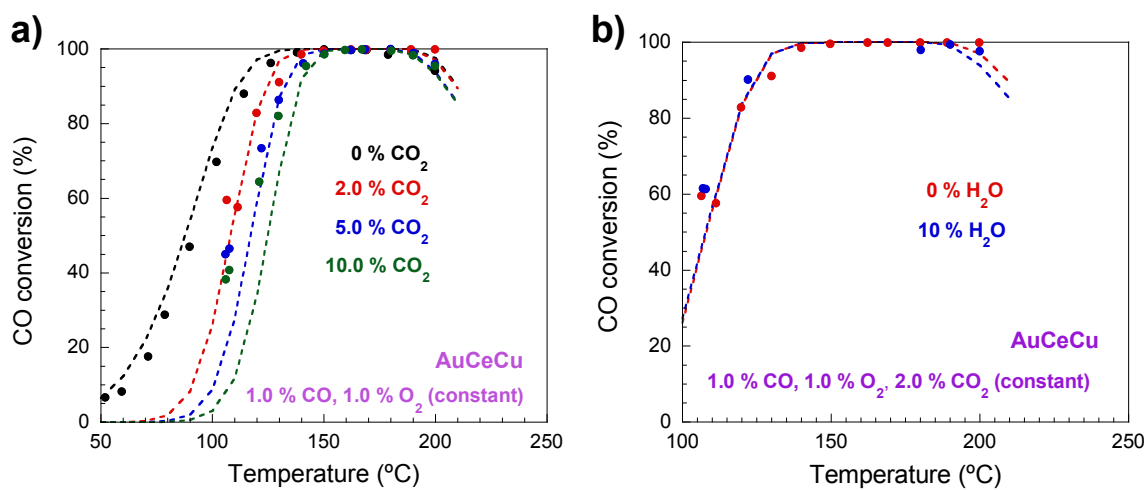 a)
CO conversion (%)
100
80
60
40
20
0
0 % CO₂
2.0 % CO₂
5.0 % CO₂
10.0 % CO₂
AuCeCu
1.0 % CO, 1.0 % O₂ (constant)
50 100 150 200 250
Temperature (ºC)
b)
CO conversion (%)
100
80
60
40
20
0
0 % H₂O
10 % H₂O
AuCeCu
1.0 % CO, 1.0 % O₂, 2.0 % CO₂ (constant)
100 150 200 250
Temperature (ºC)